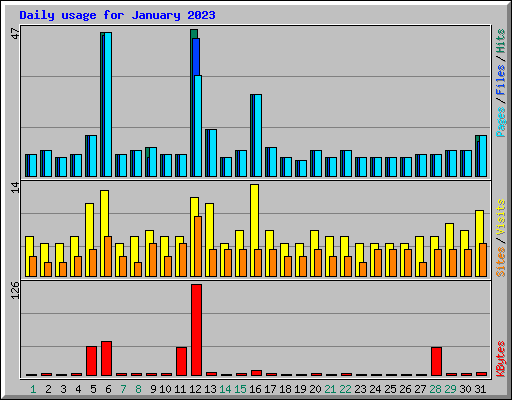 Daily usage for January 2023
47
Pages / Files / Hits
14
Sites / Visits
126
KBytes
1 2 3 4 5 6 7 8 9 10 11 12 13 14 15 16 17 18 19 20 21 22 23 24 25 26 27 28 29 30 31